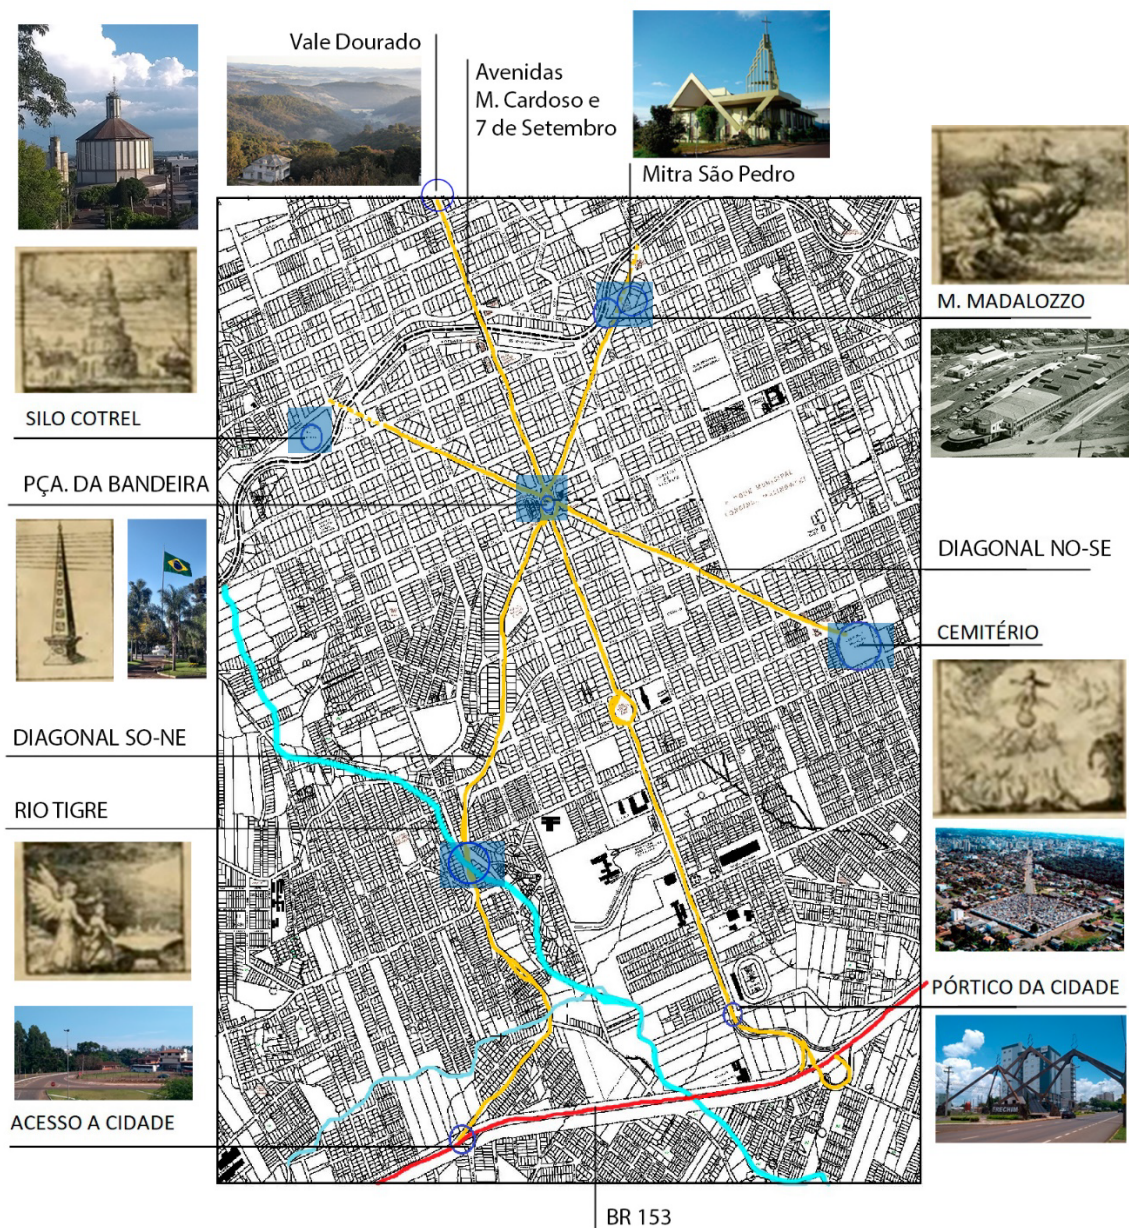 Vale Dourado
Avenidas
M. Cardoso e
7 de Setembro
Mitra São Pedro
M. MADALOZZO
SILO COTREL
PÇA. DA BANDEIRA
DIAGONAL NO-SE
CEMITÉRIO
DIAGONAL SO-NE
RIO TIGRE
PÓRTICO DA CIDADE
ERECHIM
ACESSO A CIDADE
BR 153